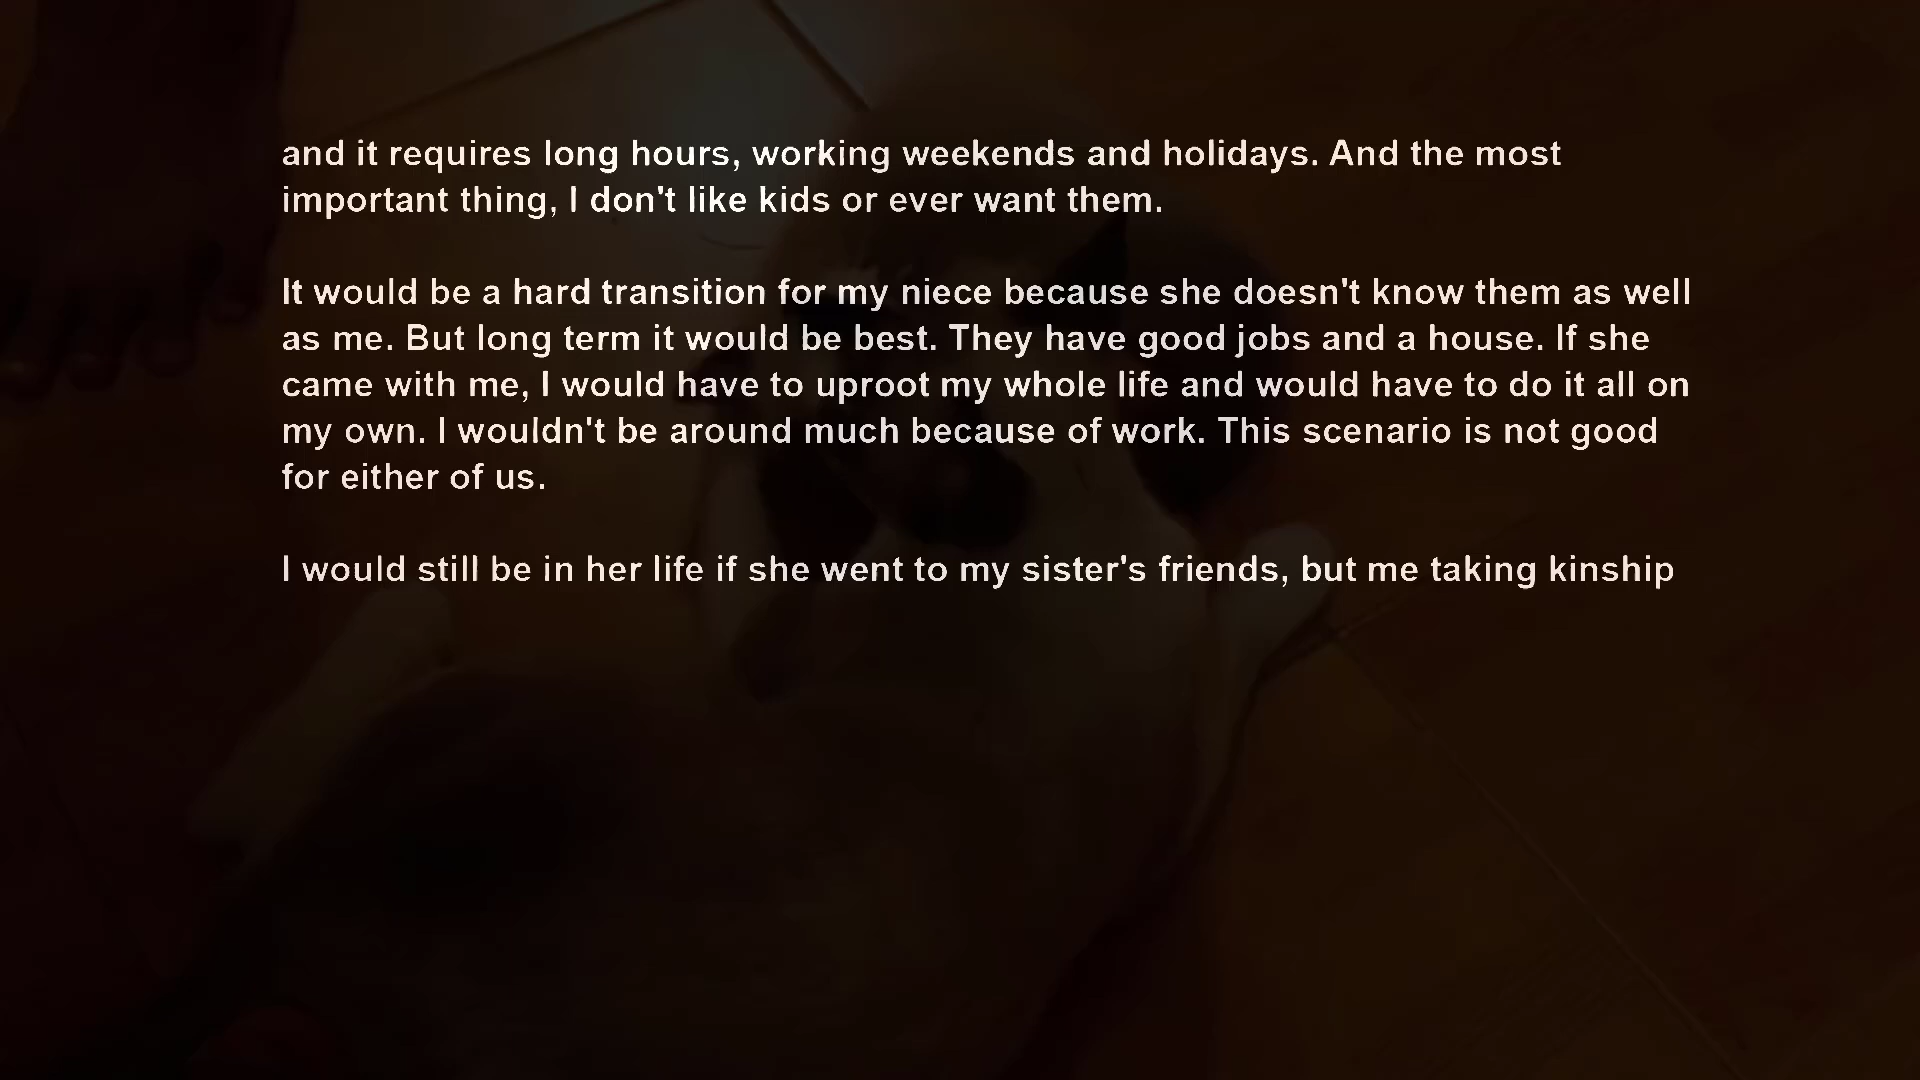 and it requires long hours, working weekends and holidays. And the most
important thing, I don't like kids or ever want them.
It would be a hard transition for my niece because she doesn't know them as well
as me. But long term it would be best. They have good jobs and a house. If she
came with me, I would have to uproot my whole life and would have to do it all on
my own. I wouldn't be around much because of work. This scenario is not good
for either of us.
I would still be in her life if she went to my sister's friends, but me taking kinship